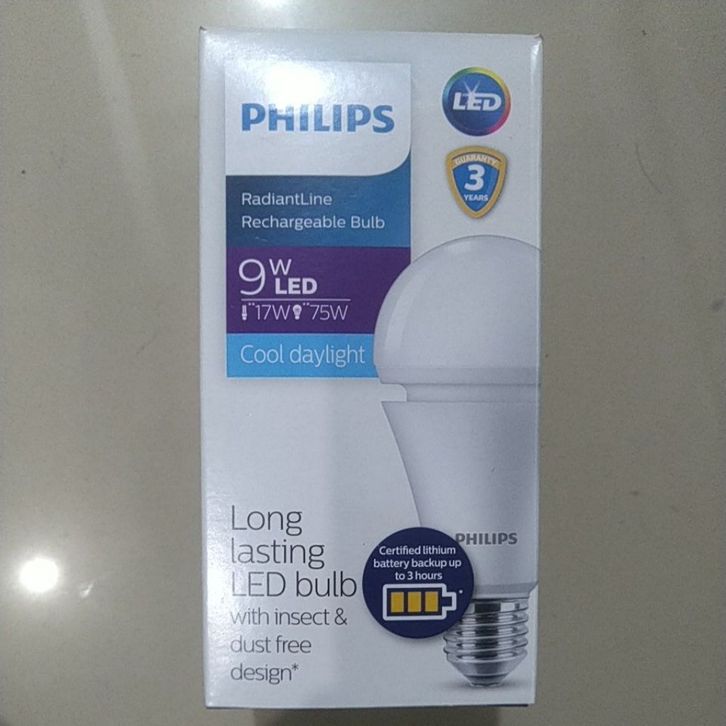 PHILIPS
LED
GUARANTY
3
YEARS
RadiantLine
Rechargeable Bulb
9W
LED
**17W **75W
Cool daylight
PHILIPS
Long
lasting
LED bulb
with insect &
dust free
design*
Certified lithium
battery backup up
to 3 hours
*